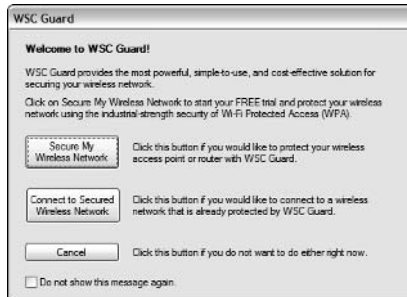 WSC Guard
Welcome to WSC Guard!
WSC Guard provides the most powerful, simple-to-use, and cost-effective solution for
securing your wireless network.
Click on Secure My Wireless Network to start your FREE trial and protect your wireless
network using the industrial-strength security of Wi-Fi Protected Access (WPA).
Secure My
Wireless Network
Click this button if you would like to protect your wireless
access point or router with WSC Guard.
Connect to Secured
Wireless Network
Click this button if you would like to connect to a wireless
network that is already protected by WSC Guard.
Cancel
Click this button if you do not want to do either right now.
Do not show this message again.